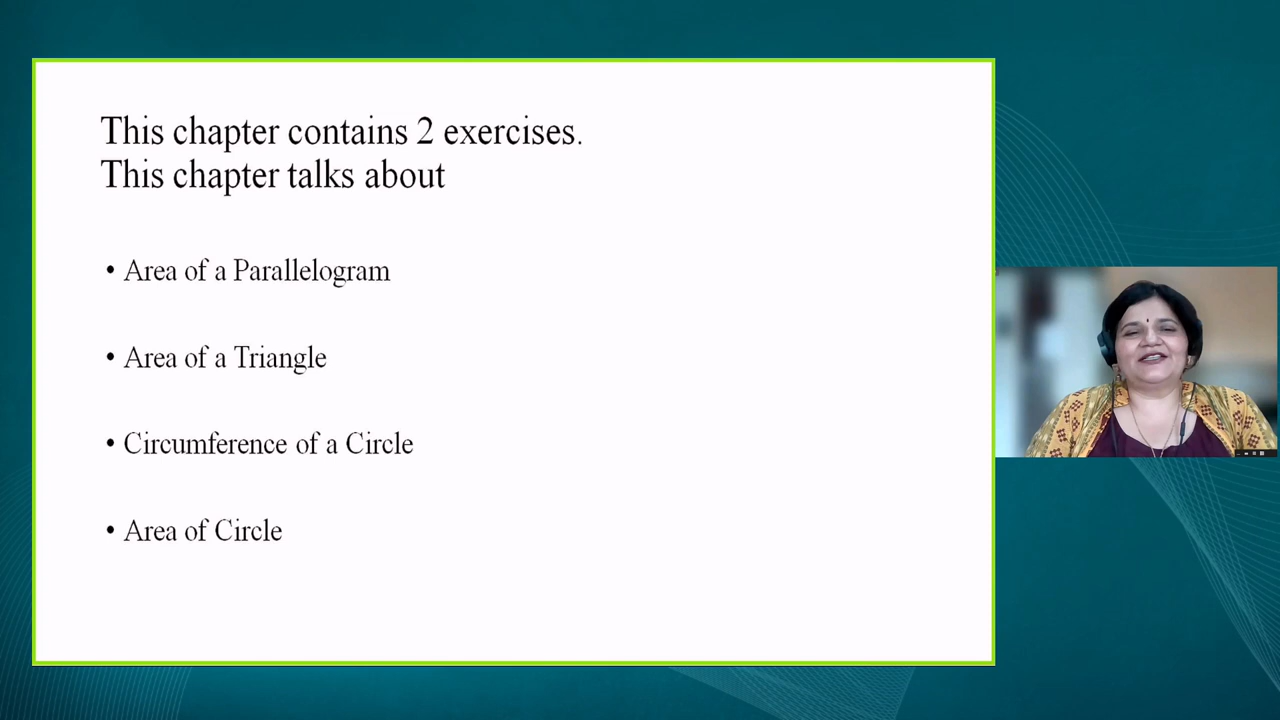 This chapter contains 2 exercises.
This chapter talks about
• Area of a Parallelogram
• Area of a Triangle
• Circumference of a Circle
• Area of Circle